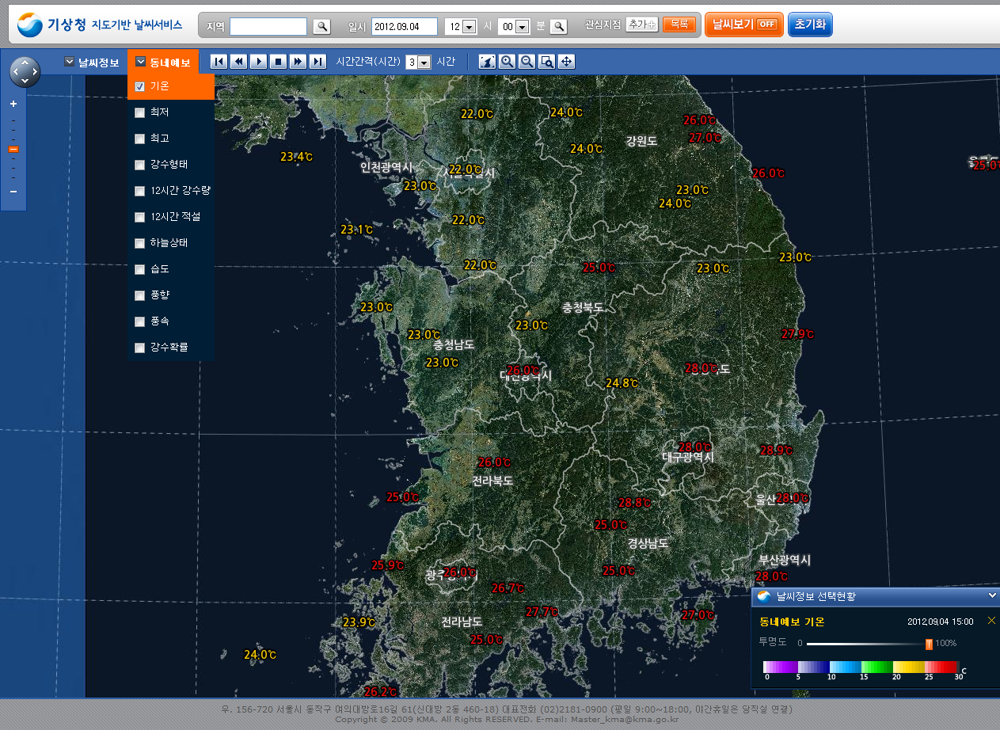 기상청 지도기반 날씨서비스
지역
일시 2012.09.04 12 시 00 분
관심지점 추가 목록
날씨보기 OFF
초기화
날씨정보
동네예보
시간간격(시간) 3 시간
기온
최저
최고
강수형태
12시간 강수량
12시간 적설
하늘상태
습도
풍향
풍속
강수확률
22.0℃
24.0℃
26.0℃
27.0℃
강원도
24.0℃
23.4℃
25.0℃
인천광역시
22.0℃
26.0℃
23.0℃
23.0℃
24.0℃
22.0℃
23.1℃
23.0℃
22.0℃
25.0℃
23.0℃
23.0℃
충청북도
23.0℃
23.0℃
27.9℃
충청남도
23.0℃
26.0℃
28.0℃
24.8℃
28.0℃
28.9℃
대구광역시
26.0℃
전라북도
25.0℃
28.8℃
28.0℃
25.0℃
경상남도
부산광역시
25.9℃
26.0℃
25.0℃
28.0℃
26.7℃
27.7℃
27.0℃
23.9℃
전라남도
25.0℃
24.0℃
26.2℃
날씨정보 선택현황
동네예보 기온 2012.09.04 15:00
투명도 0 100%
0 5 10 15 20 25 30 ℃
우. 156-720 서울시 동작구 여의대방로16길 61(신대방 2동 460-18) 대표전화 (02)2181-0900 (평일 9:00~18:00, 야간휴일은 당직실 연결)
Copyright © 2009 KMA. All Rights RESERVED. E-mail: Master_kma@kma.go.kr